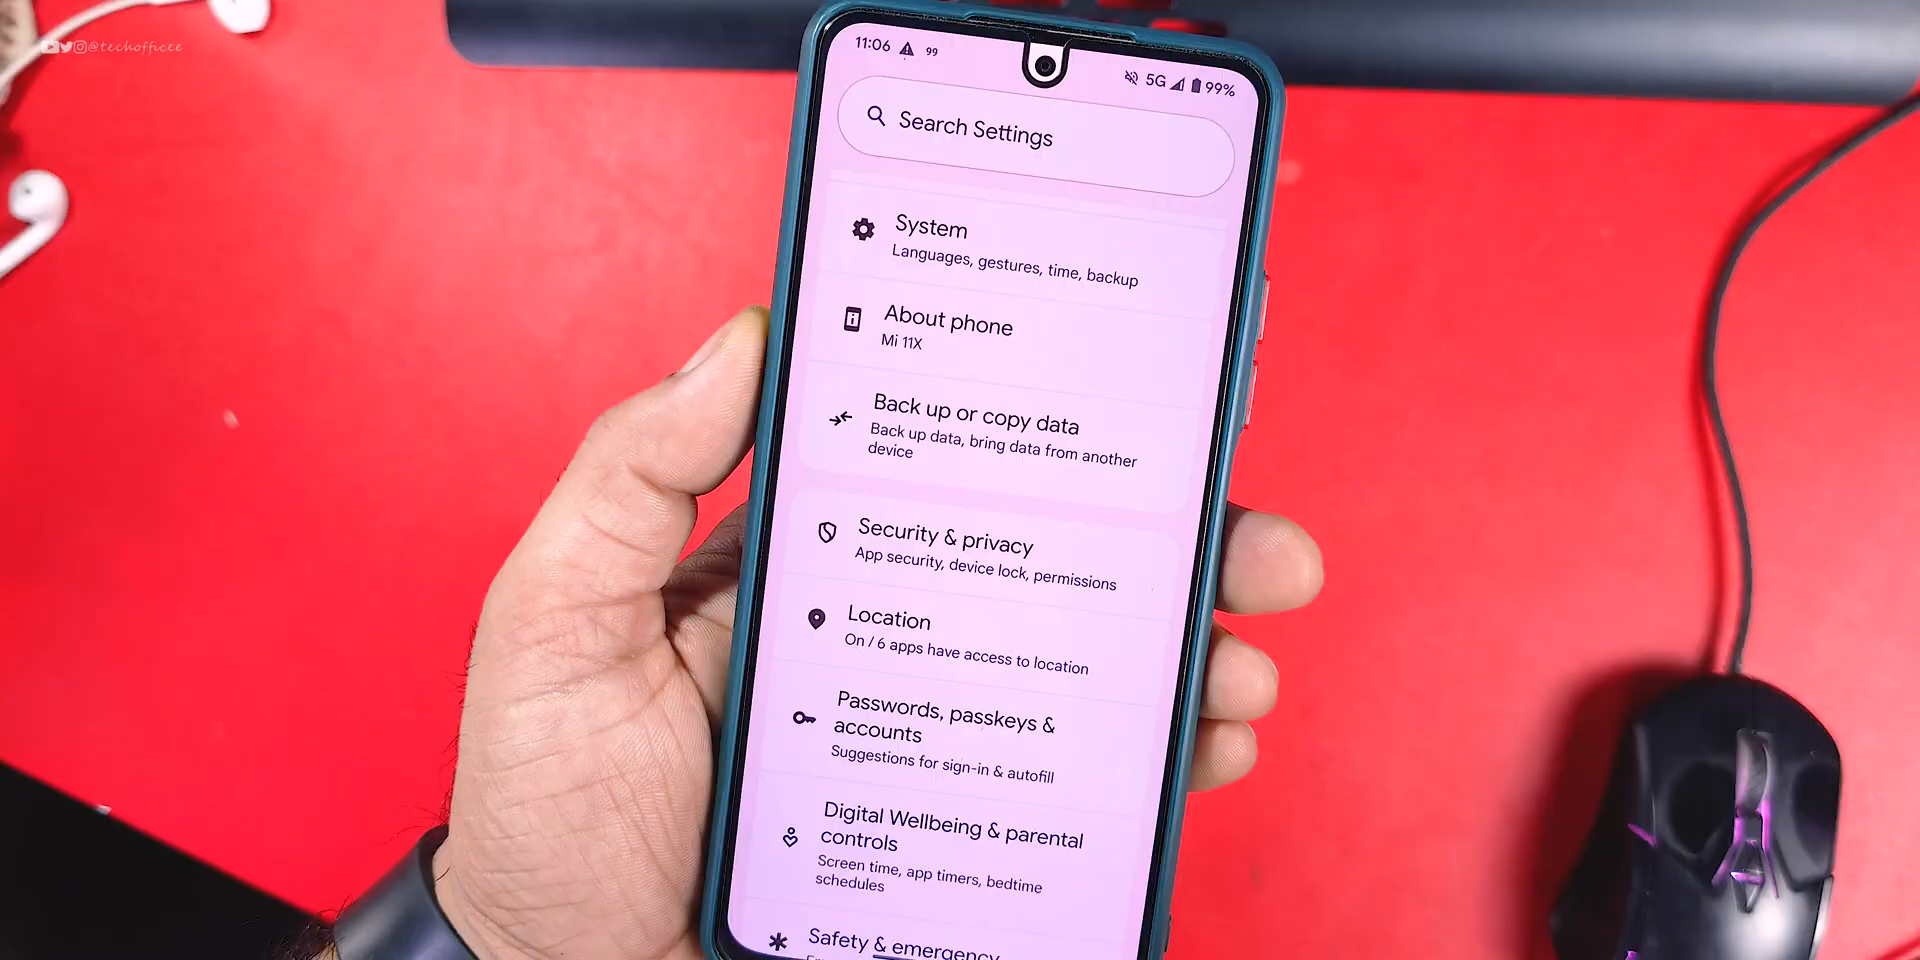 @techofficee
11:06 99 5G 99%
Search Settings
System
Languages, gestures, time, backup
About phone
Mi 11X
Back up or copy data
Back up data, bring data from another
device
Security & privacy
App security, device lock, permissions
Location
On / 6 apps have access to location
Passwords, passkeys &
accounts
Suggestions for sign-in & autofill
Digital Wellbeing & parental
controls
Screen time, app timers, bedtime
schedules
Safety & emergency